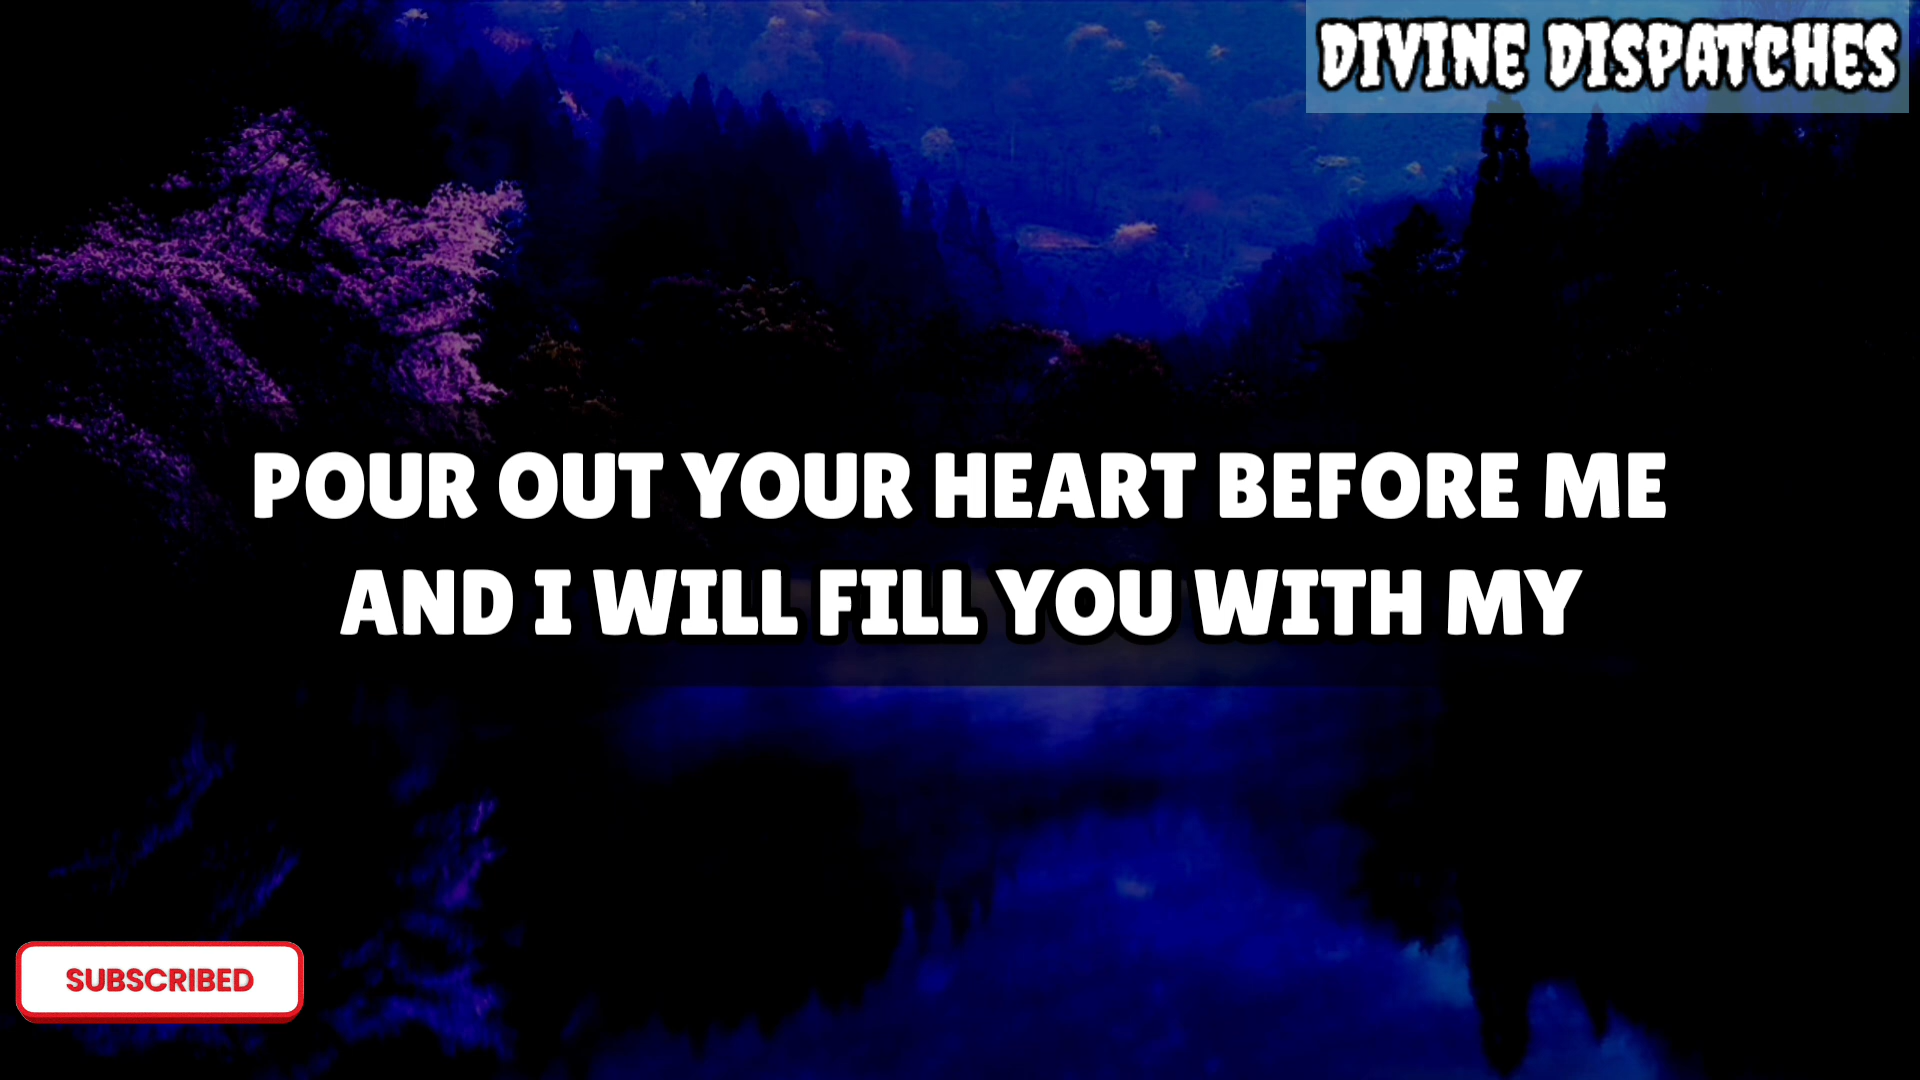 DIVINE DISPATCHES
POUR OUT YOUR HEART BEFORE ME
AND I WILL FILL YOU WITH MY
SUBSCRIBED